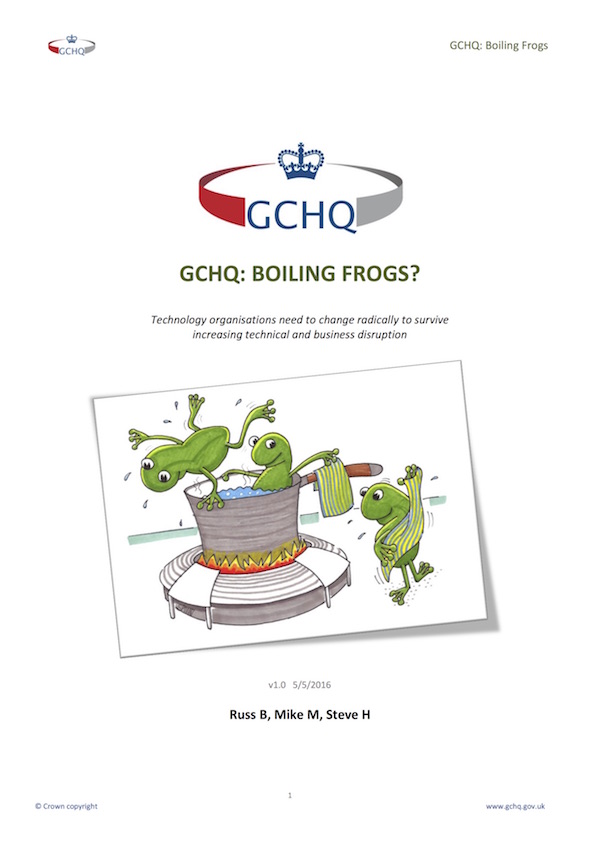 GCHQ
GCHQ: Boiling Frogs
GCHQ
GCHQ: BOILING FROGS?
Technology organisations need to change radically to survive
increasing technical and business disruption
v1.0 5/5/2016
Russ B, Mike M, Steve H
1
© Crown copyright
www.gchq.gov.uk